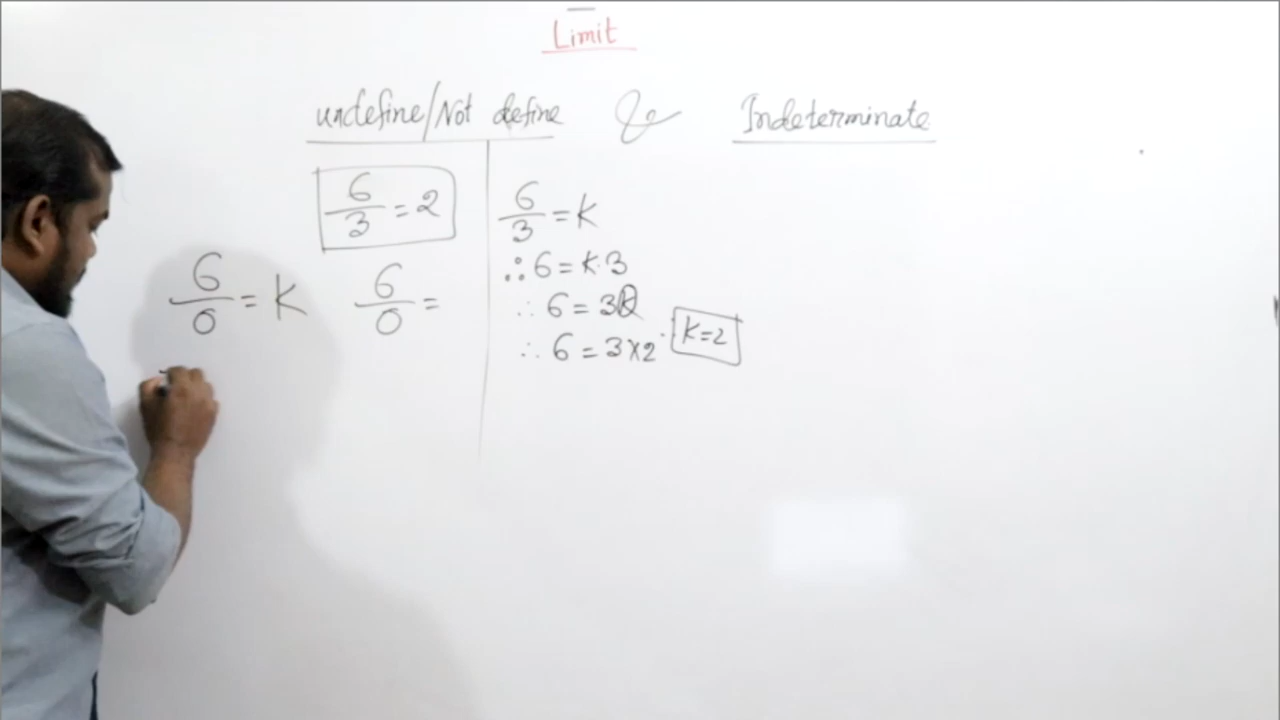 Limit
undefine/Not define & Indeterminate
6/3 = 2
6/0 = K
6/0 =
6/3 = K
∴ 6 = K·3
∴ 6 = 3K
∴ 6 = 3×2
K=2